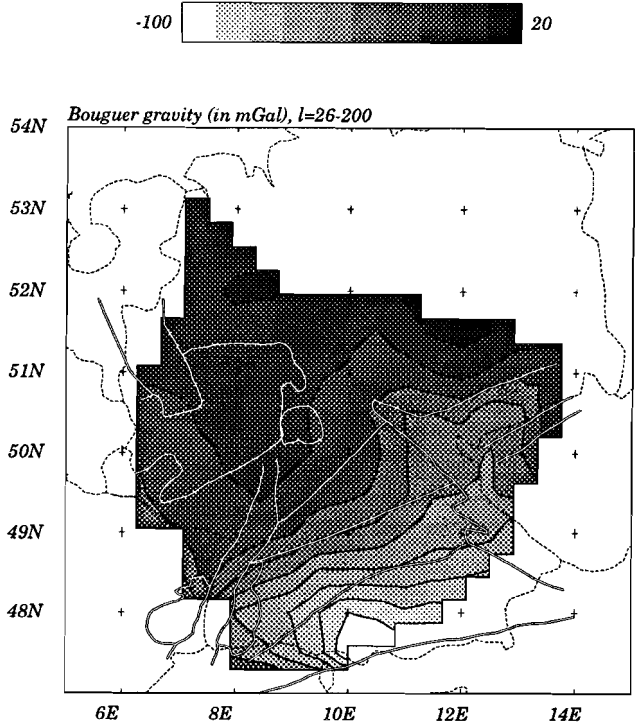 -100 20
Bouguer gravity (in mGal), l=26-200
54N
53N
52N
51N
50N
49N
48N
6E 8E 10E 12E 14E